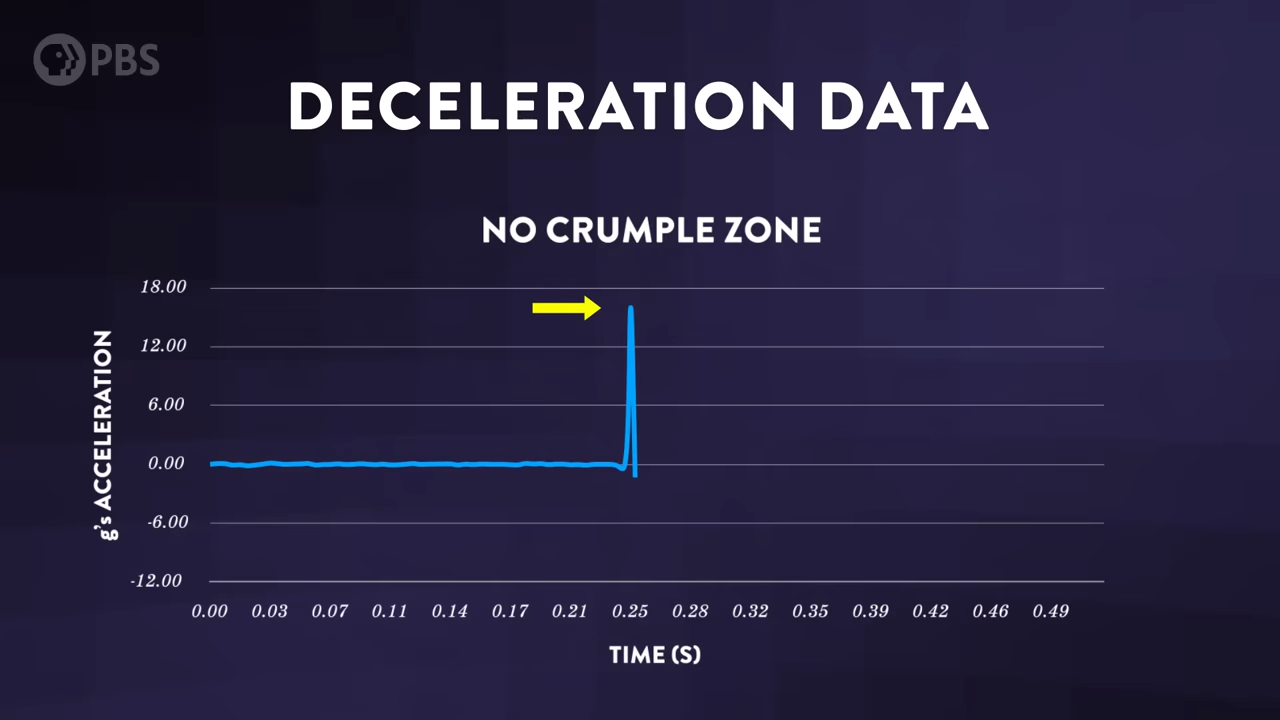 PBS
DECELERATION DATA
NO CRUMPLE ZONE
g's ACCELERATION
18.00
12.00
6.00
0.00
-6.00
-12.00
0.00 0.03 0.07 0.11 0.14 0.17 0.21 0.25 0.28 0.32 0.35 0.39 0.42 0.46 0.49
TIME (S)